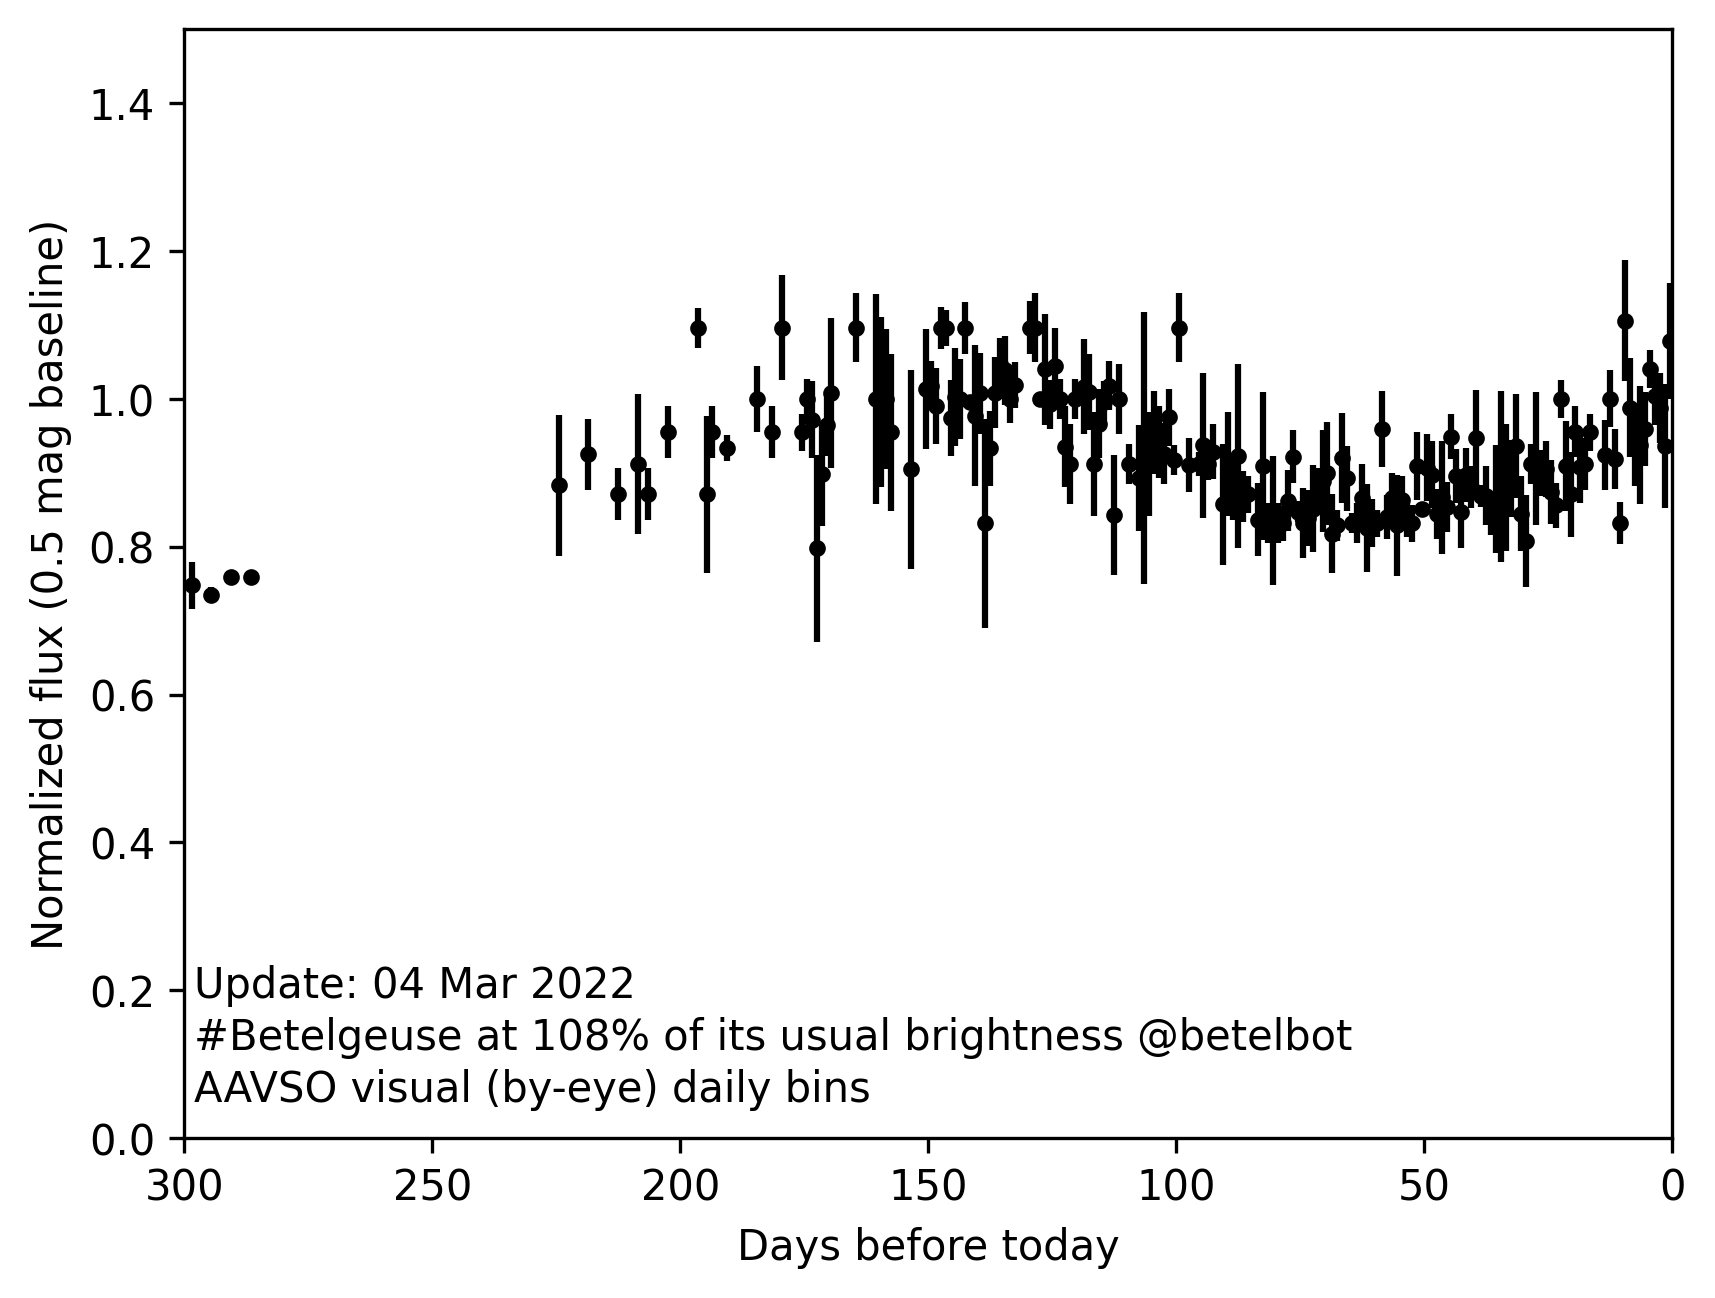 1.4
1.2
1.0
0.8
0.6
0.4
0.2
0.0
Normalized flux (0.5 mag baseline)
Update: 04 Mar 2022
#Betelgeuse at 108% of its usual brightness @betelbot
AAVSO visual (by-eye) daily bins
300 250 200 150 100 50 0
Days before today